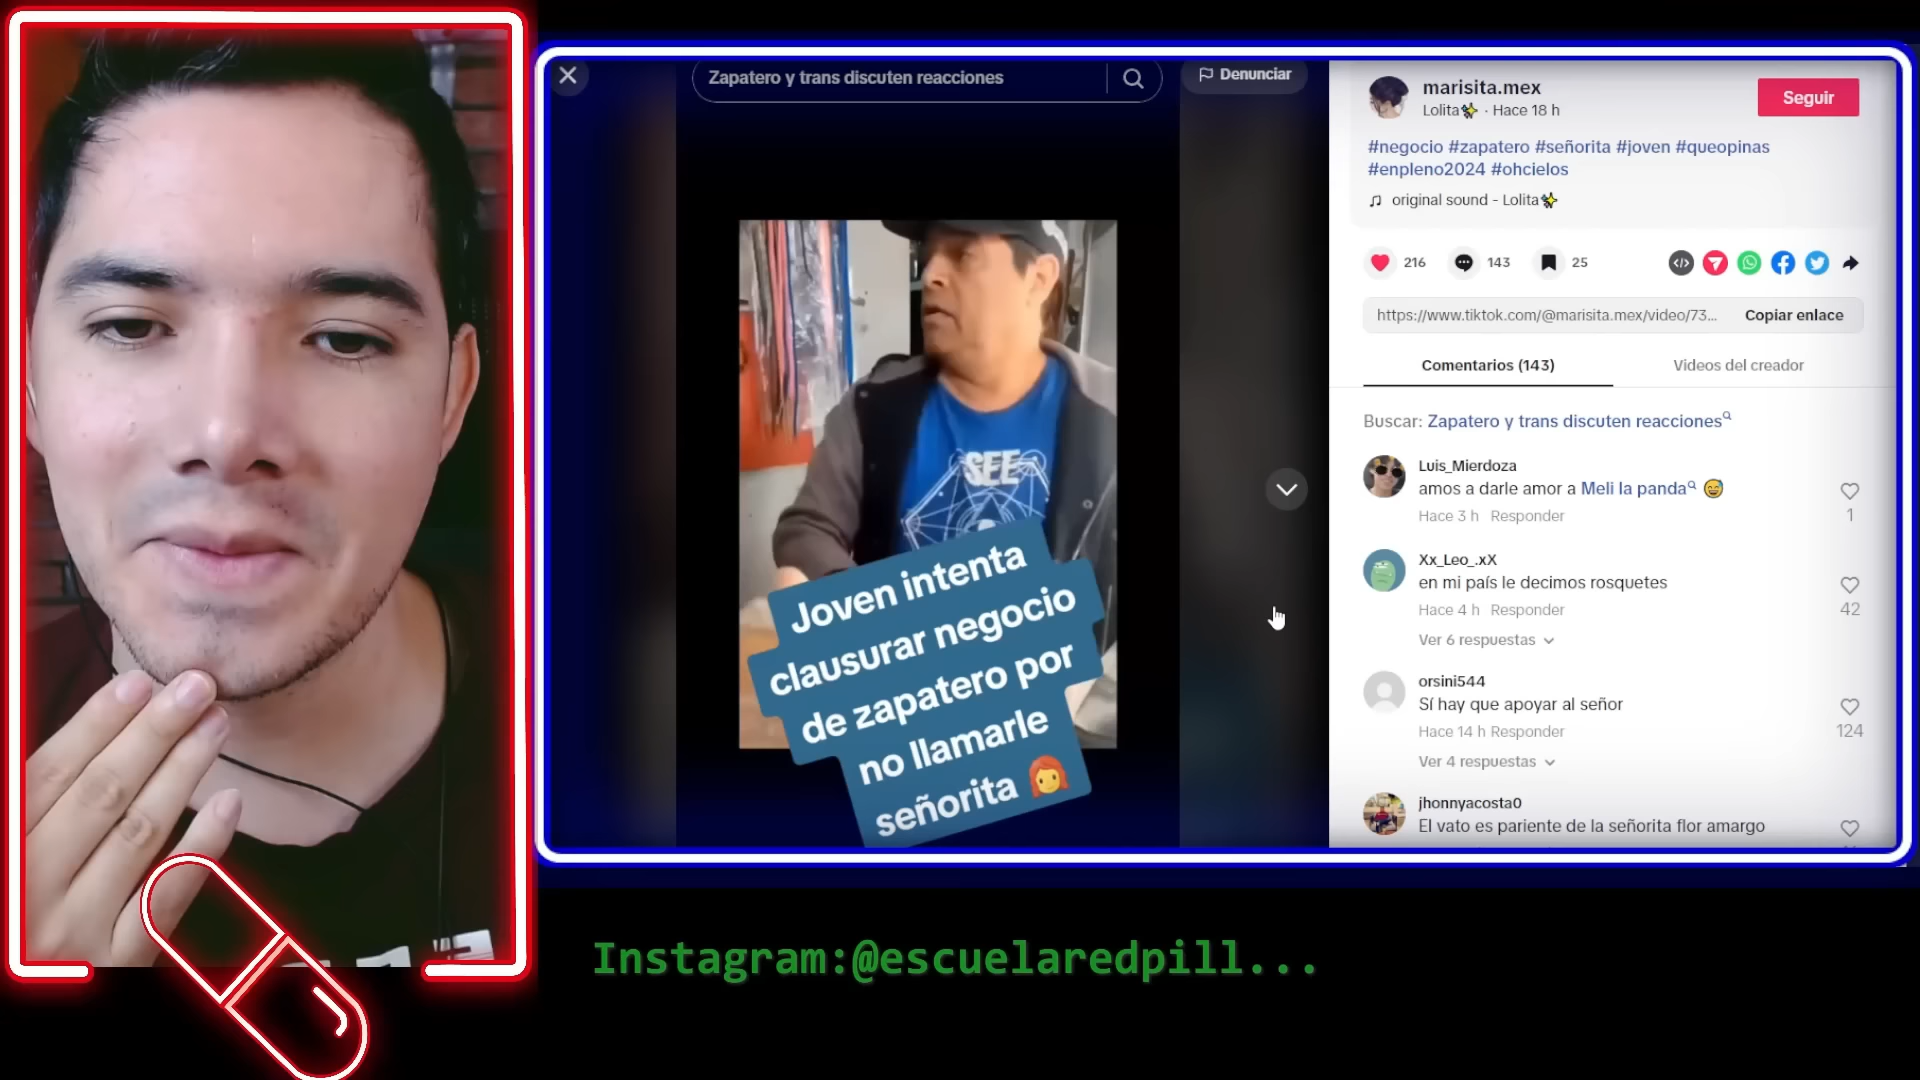 Zapatero y trans discuten reacciones
Denunciar
SEE
Joven intenta
clausurar negocio
de zapatero por
no llamarle
señorita
marisita.mex
Lolita✨ · Hace 18 h
Seguir
#negocio #zapatero #señorita #joven #queopinas
#enpleno2024 #ohcielos
original sound - Lolita✨
216
143
25
https://www.tiktok.com/@marisita.mex/video/73...
Copiar enlace
Comentarios (143)
Videos del creador
Buscar: Zapatero y trans discuten reacciones
Luis_Mierdoza
amos a darle amor a Meli la panda 😅
1
Hace 3 h Responder
Xx_Leo_.xX
en mi país le decimos rosquetes
42
Hace 4 h Responder
Ver 6 respuestas
orsini544
Sí hay que apoyar al señor
124
Hace 14 h Responder
Ver 4 respuestas
jhonnyacosta0
El vato es pariente de la señorita flor amargo
Instagram:@escuelaredpill...